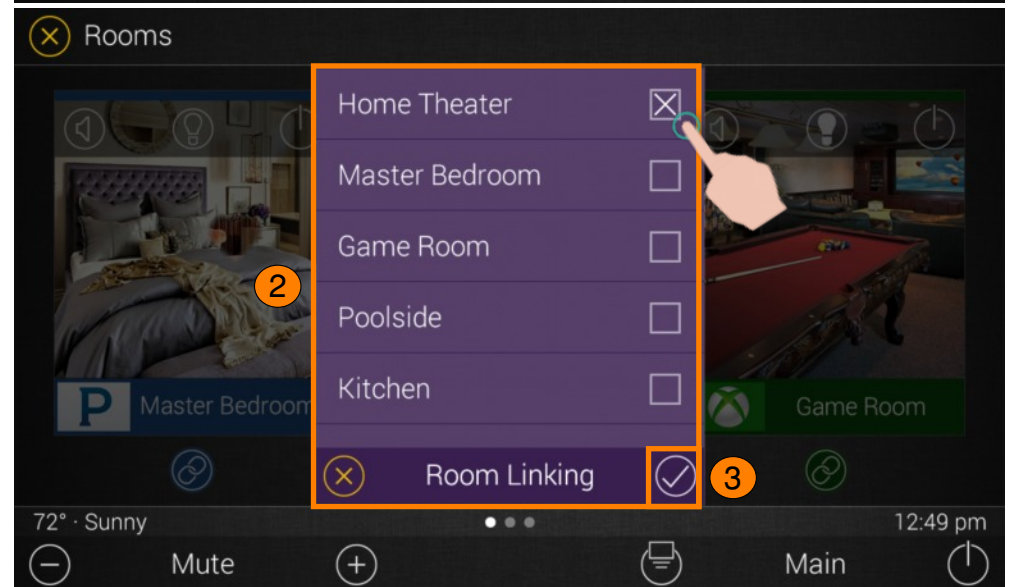 Rooms
Home Theater
Master Bedroom
Game Room
2
Poolside
Kitchen
P Master Bedroom
Game Room
Room Linking
3
72° · Sunny
12:49 pm
Mute
Main